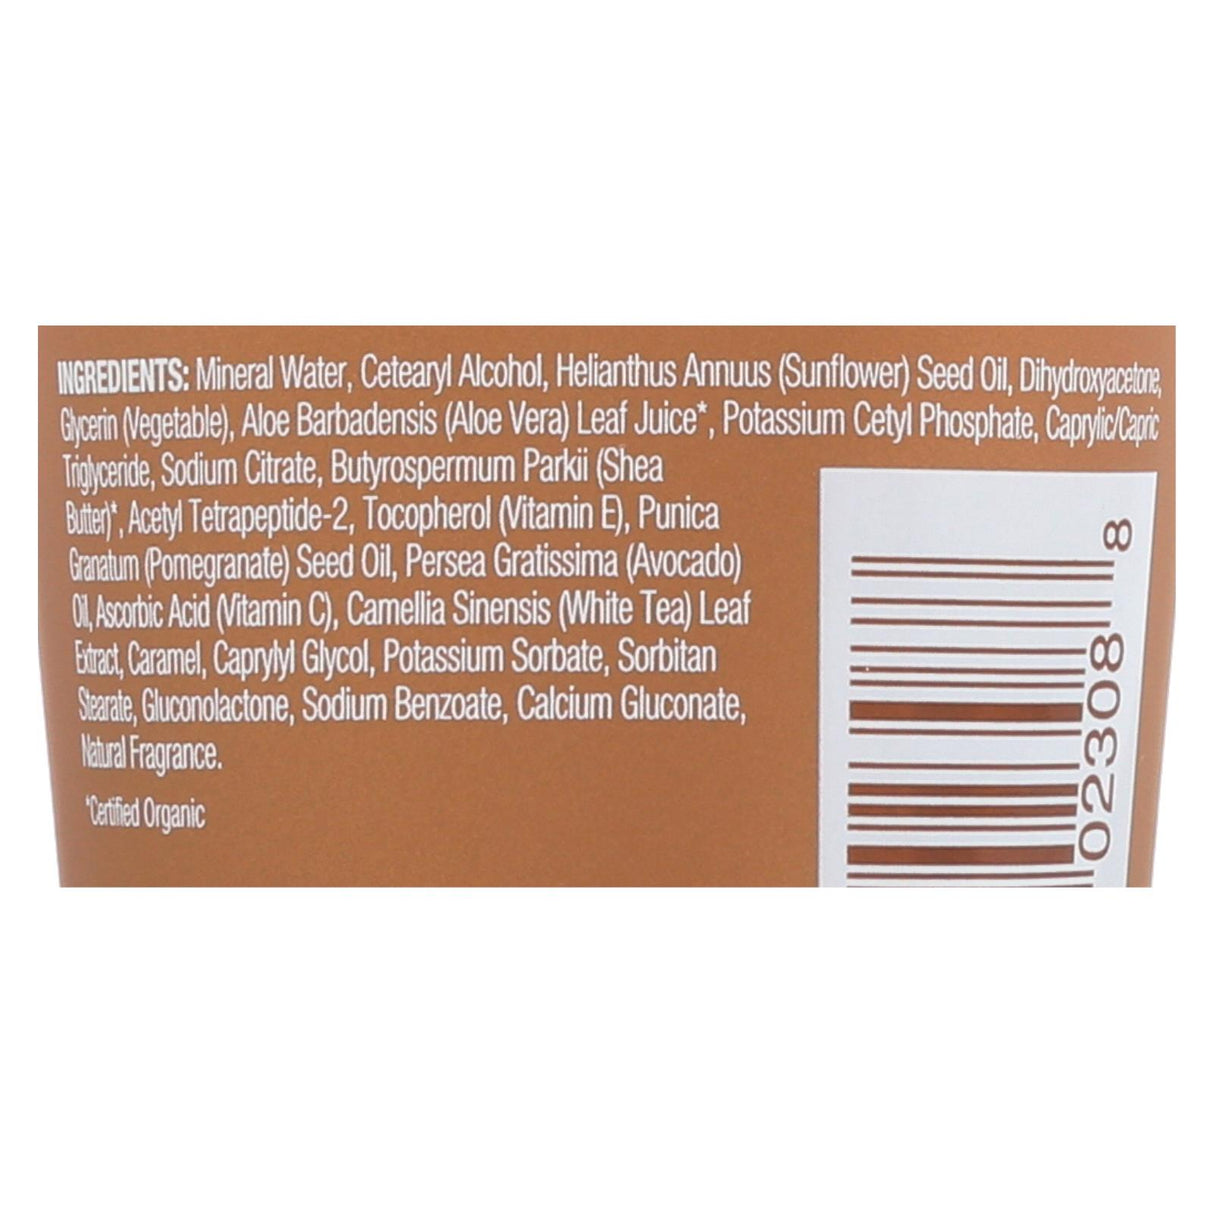 INGREDIENTS: Mineral Water, Cetearyl Alcohol, Helianthus Annuus (Sunflower) Seed Oil, Dihydroxyacetone,
Glycerin (Vegetable), Aloe Barbadensis (Aloe Vera) Leaf Juice*, Potassium Cetyl Phosphate, Caprylic/Capric
Triglyceride, Sodium Citrate, Butyrospermum Parkii (Shea
Butter)*, Acetyl Tetrapeptide-2, Tocopherol (Vitamin E), Punica
Granatum (Pomegranate) Seed Oil, Persea Gratissima (Avocado)
Oil, Ascorbic Acid (Vitamin C), Camellia Sinensis (White Tea) Leaf
Extract, Caramel, Caprylyl Glycol, Potassium Sorbate, Sorbitan
Stearate, Gluconolactone, Sodium Benzoate, Calcium Gluconate,
Natural Fragrance.
*Certified Organic
02308 8